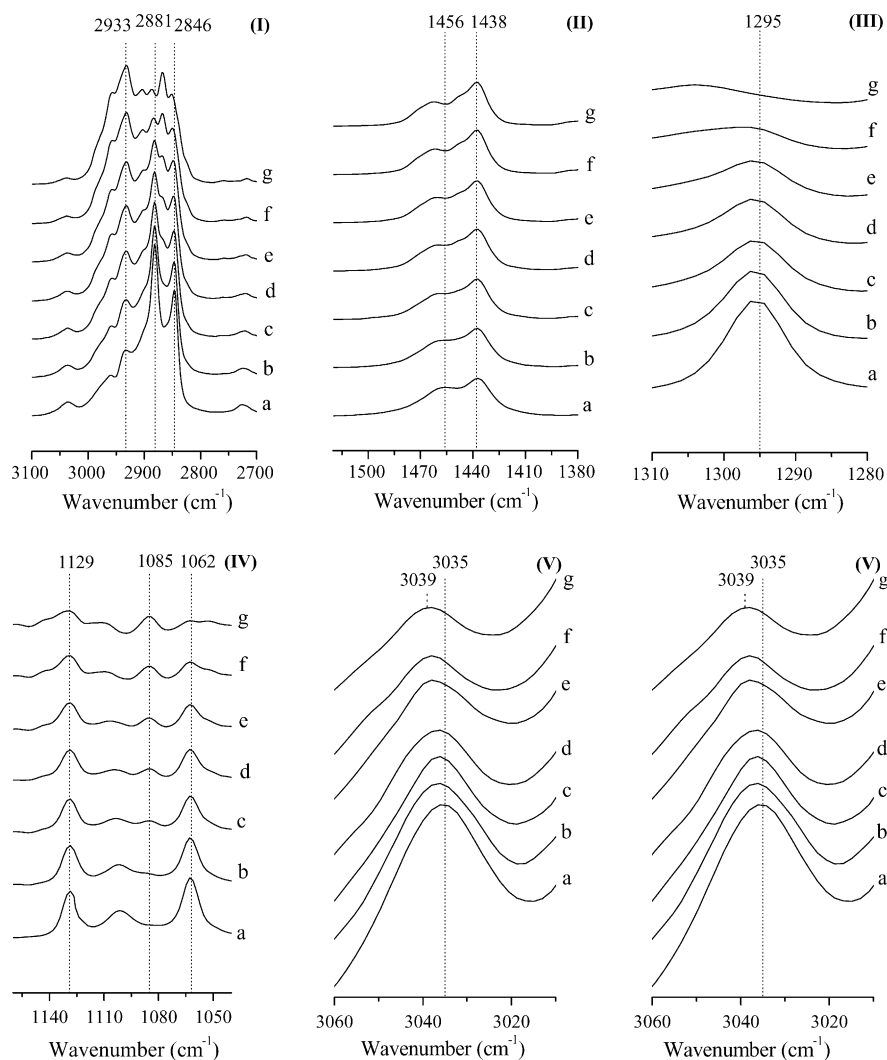 2933 2881 2846 (I)
g
f
e
d
c
b
a
3100 3000 2900 2800 2700
Wavenumber (cm-1)
1456 1438 (II)
g
f
e
d
c
b
a
1500 1470 1440 1410 1380
Wavenumber (cm-1)
1295 (III)
g
f
e
d
c
b
a
1310 1300 1290 1280
Wavenumber (cm-1)
1129 1085 1062 (IV)
g
f
e
d
c
b
a
1140 1110 1080 1050
Wavenumber (cm-1)
3035 (V)
3039
g
f
e
d
c
b
a
3060 3040 3020
Wavenumber (cm-1)
3035 (V)
3039
g
f
e
d
c
b
a
3060 3040 3020
Wavenumber (cm-1)